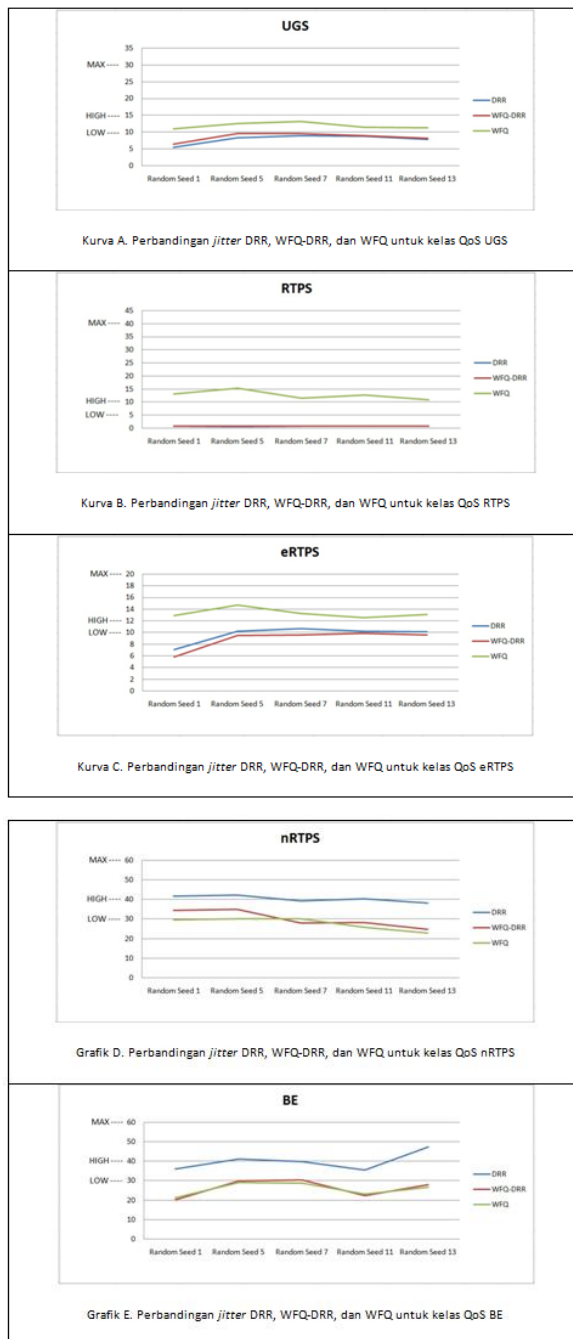 UGS
35
MAX ---- 30
25
20
HIGH ---- 15
LOW ---- 10
5
0
Random Seed 1 Random Seed 5 Random Seed 7 Random Seed 11 Random Seed 13
DRR
WFQ-DRR
WFQ
Kurva A. Perbandingan jitter DRR, WFQ-DRR, dan WFQ untuk kelas QoS UGS
RTPS
45
MAX ---- 40
35
30
25
20
15
HIGH ---- 10
LOW ---- 5
0
Random Seed 1 Random Seed 5 Random Seed 7 Random Seed 11 Random Seed 13
DRR
WFQ-DRR
WFQ
Kurva B. Perbandingan jitter DRR, WFQ-DRR, dan WFQ untuk kelas QoS RTPS
eRTPS
MAX ---- 20
18
16
14
HIGH ---- 12
LOW ---- 10
8
6
4
2
0
Random Seed 1 Random Seed 5 Random Seed 7 Random Seed 11 Random Seed 13
DRR
WFQ-DRR
WFQ
Kurva C. Perbandingan jitter DRR, WFQ-DRR, dan WFQ untuk kelas QoS eRTPS
nRTPS
MAX ---- 60
50
HIGH ---- 40
LOW ---- 30
20
10
0
Random Seed 1 Random Seed 5 Random Seed 7 Random Seed 11 Random Seed 13
DRR
WFQ-DRR
WFQ
Grafik D. Perbandingan jitter DRR, WFQ-DRR, dan WFQ untuk kelas QoS nRTPS
BE
MAX ---- 60
50
HIGH ---- 40
LOW ---- 30
20
10
0
Random Seed 1 Random Seed 5 Random Seed 7 Random Seed 11 Random Seed 13
DRR
WFQ-DRR
WFQ
Grafik E. Perbandingan jitter DRR, WFQ-DRR, dan WFQ untuk kelas QoS BE